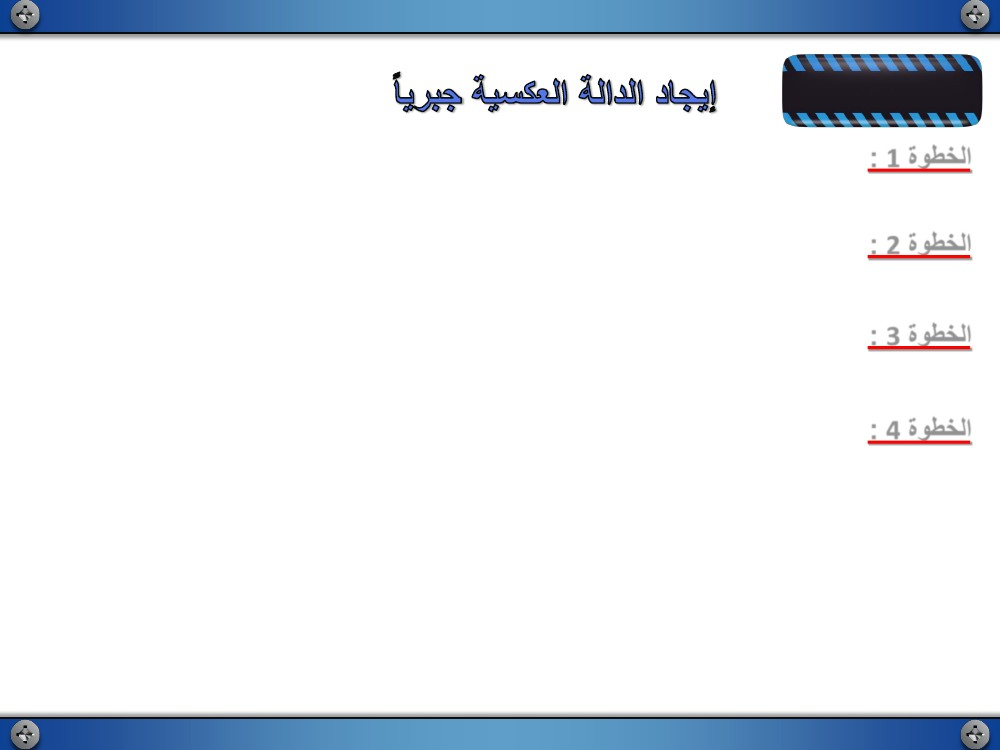 إيجاد الدالة العكسية جبرياً
الخطوة 1 :
الخطوة 2 :
الخطوة 3 :
الخطوة 4 :